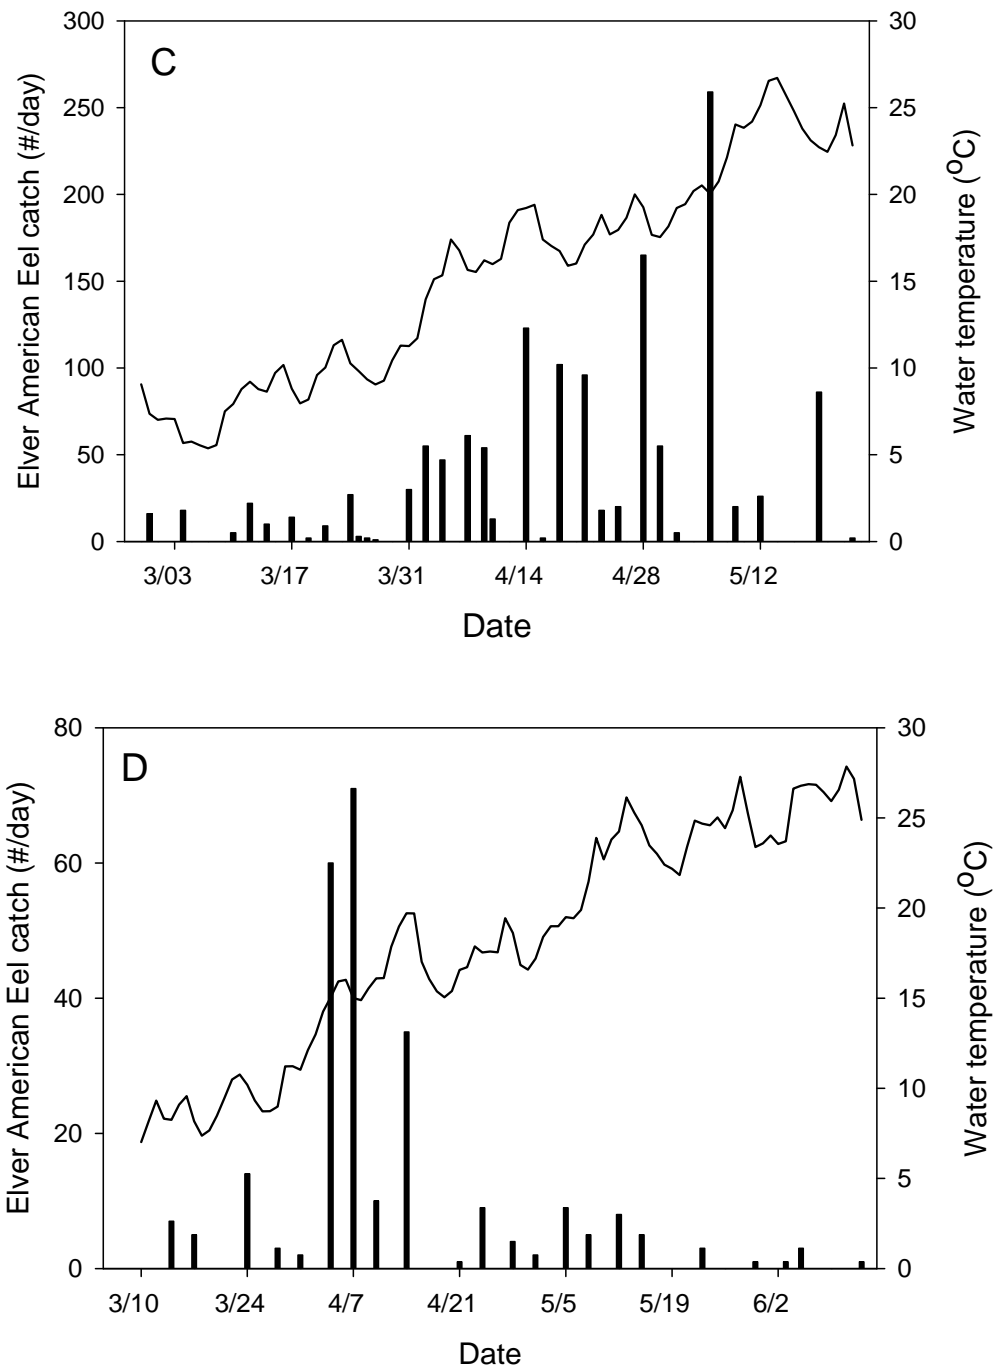 C
Elver American Eel catch (#/day)
300
250
200
150
100
50
0
Water temperature (ºC)
30
25
20
15
10
5
0
3/03 3/17 3/31 4/14 4/28 5/12
Date
D
Elver American Eel catch (#/day)
80
60
40
20
0
Water temperature (ºC)
30
25
20
15
10
5
0
3/10 3/24 4/7 4/21 5/5 5/19 6/2
Date